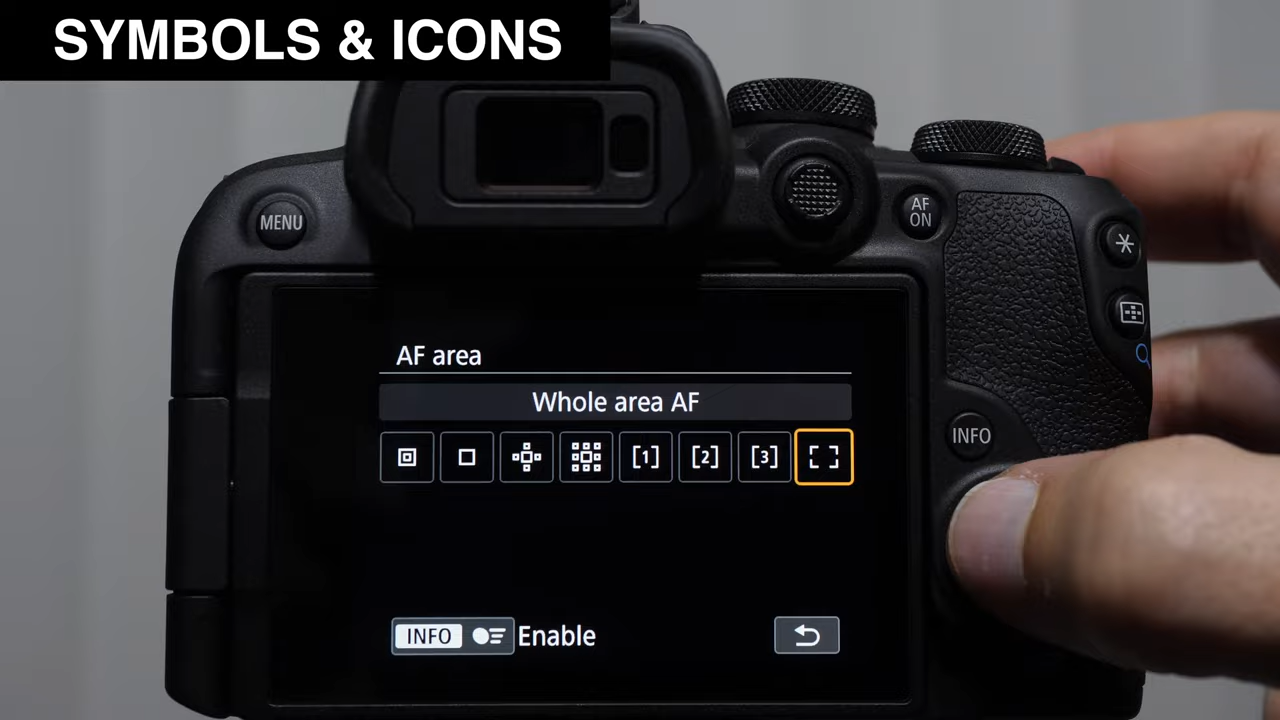 SYMBOLS & ICONS
MENU
AF
ON
AF area
Whole area AF
[1] [2] [3]
INFO
INFO Enable